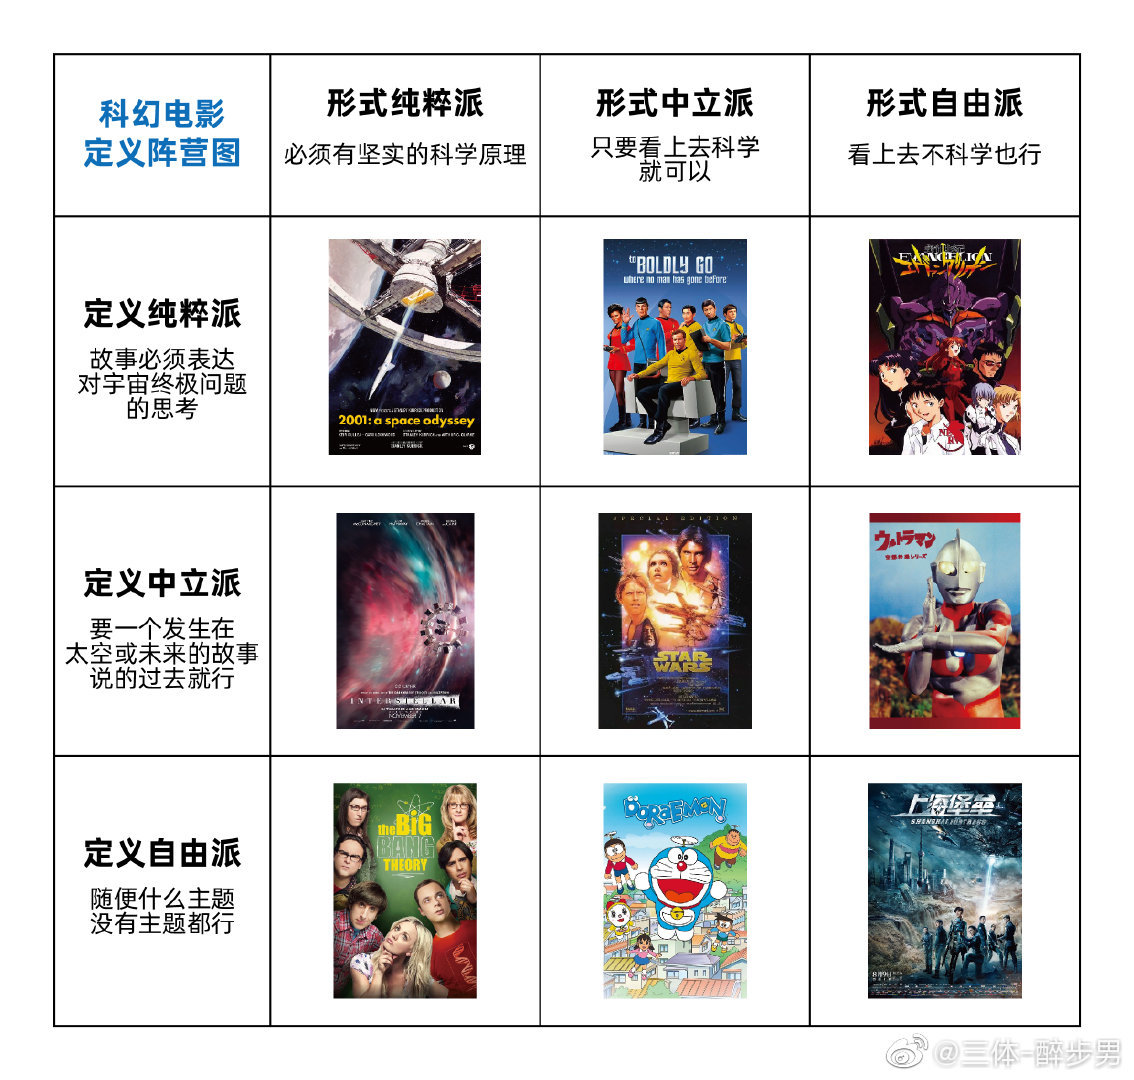 科幻电影
定义阵营图
形式纯粹派
必须有坚实的科学原理
形式中立派
只要看上去科学
就可以
形式自由派
看上去不科学也行
定义纯粹派
故事必须表达
对宇宙终极问题
的思考
2001: a space odyssey
to BOLDLY GO
where no man has gone before
EVANGELION
定义中立派
要一个发生在
太空或未来的故事
说的过去就行
INTERSTELLAR
SPECIAL EDITION
STAR
WARS
ウルトラマン
定义自由派
随便什么主题
没有主题都行
the BIG
BANG
THEORY
DORAEMON
上海堡垒
SHANGHAI FORTRESS
8月9日
@三体-醉步男